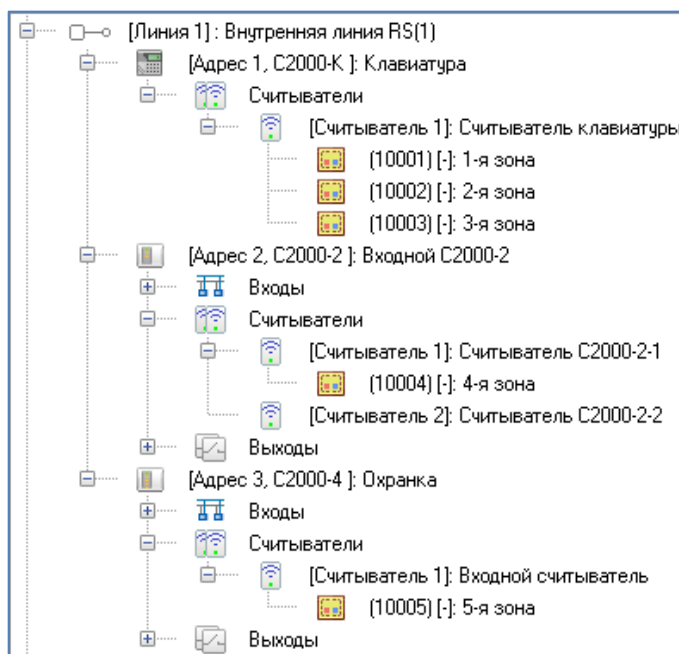 [Линия 1] : Внутренняя линия RS(1)
[Адрес 1, С2000-К ]: Клавиатура
Считыватели
[Считыватель 1]: Считыватель клавиатуры
(10001) [-]: 1-я зона
(10002) [-]: 2-я зона
(10003) [-]: 3-я зона
[Адрес 2, С2000-2 ]: Входной С2000-2
Входы
Считыватели
[Считыватель 1]: Считыватель С2000-2-1
(10004) [-]: 4-я зона
[Считыватель 2]: Считыватель С2000-2-2
Выходы
[Адрес 3, С2000-4 ]: Охранка
Входы
Считыватели
[Считыватель 1]: Входной считыватель
(10005) [-]: 5-я зона
Выходы